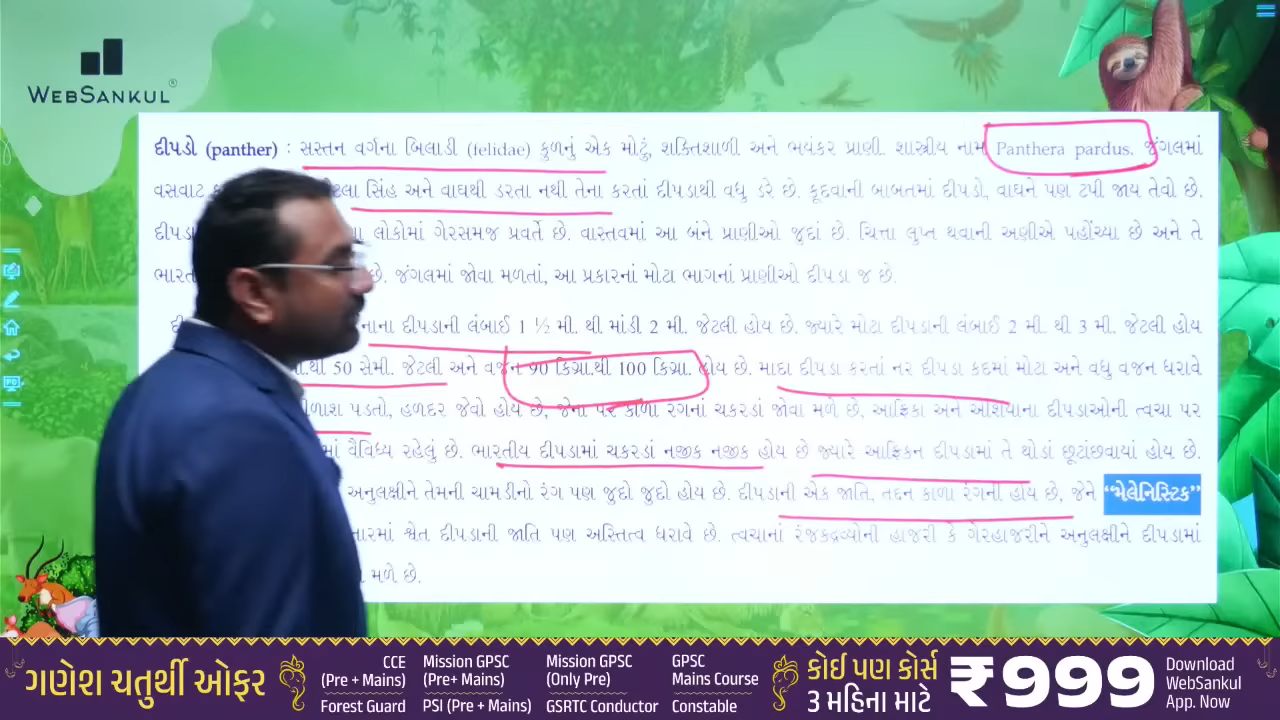 WEBSANKUL®
દીપડો (panther) : સસ્તન વર્ગના બિલાડી (felidae) કુળનું એક મોટું, શક્તિશાળી અને ભયંકર પ્રાણી. શાસ્ત્રીય નામ Panthera pardus. જંગલમાં
વસવાટ સિંહ અને વાઘથી ડરતા નથી તેના કરતાં દીપડાથી વધુ ડરે છે. કૂદવાની બાબતમાં દીપડો, વાઘને પણ ટપી જાય તેવો છે.
લોકોમાં ગેરસમજ પ્રવર્તે છે. વાસ્તવમાં આ બંને પ્રાણીઓ જુદાં છે. ચિત્તા લુપ્ત થવાની અણીએ પહોંચ્યા છે અને તે
છે. જંગલમાં જોવા મળતાં, આ પ્રકારનાં મોટા ભાગનાં પ્રાણીઓ દીપડા જ છે.
નાના દીપડાની લંબાઈ 1 ½ મી. થી માંડી 2 મી. જેટલી હોય છે. જ્યારે મોટા દીપડાની લંબાઈ 2 મી. થી 3 મી. જેટલી હોય
થી 50 સેમી. જેટલી અને વજન 90 કિગ્રા.થી 100 કિગ્રા. હોય છે. માદા દીપડા કરતાં નર દીપડા કદમાં મોટા અને વધુ વજન ધરાવે
પડતો, હળદર જેવો હોય છે, જેના પર કાળા રંગનાં ચકરડાં જોવા મળે છે. આફ્રિકા અને એશિયાના દીપડાઓની ત્વચા પર
વૈવિધ્ય રહેલું છે. ભારતીય દીપડામાં ચકરડાં નજીક નજીક હોય છે જ્યારે આફ્રિકન દીપડામાં તે થોડાં છૂટાંછવાયાં હોય છે.
અનુલક્ષીને તેમની ચામડીનો રંગ પણ જુદો જુદો હોય છે. દીપડાની એક જાતિ, તદ્દન કાળા રંગની હોય છે, જેને “મેલેનિસ્ટિક”
શ્વેત દીપડાની જાતિ પણ અસ્તિત્વ ધરાવે છે. ત્વચાનાં રંજકદ્રવ્યોની હાજરી કે ગેરહાજરીને અનુલક્ષીને દીપડામાં
મળે છે.
ગણેશ ચતુર્થી ઓફર
CCE
(Pre + Mains)
Forest Guard
Mission GPSC
(Pre+ Mains)
PSI (Pre + Mains)
Mission GPSC
(Only Pre)
GSRTC Conductor
GPSC
Mains Course
Constable
કોઈ પણ કોર્સ
3 મહિના માટે
₹999
Download
WebSankul
App. Now